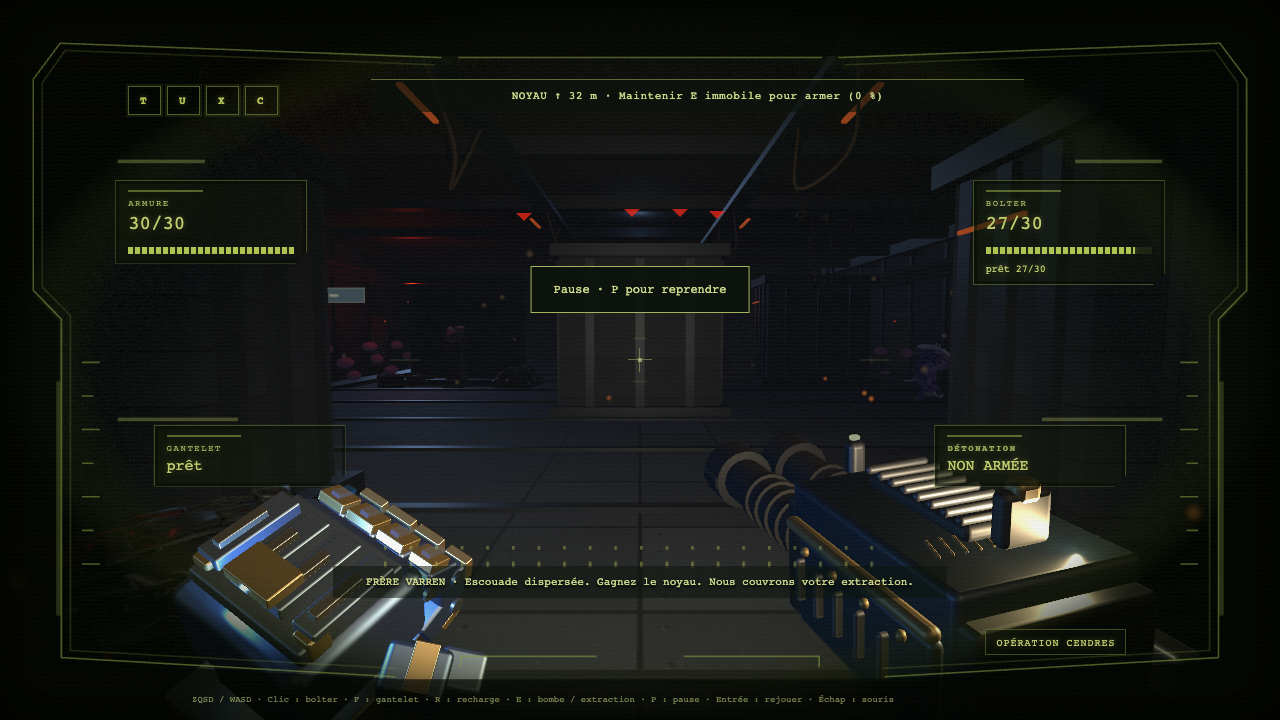 T U X C
NOYAU ↑ 32 m · Maintenir E immobile pour armer (0 %)
ARMURE
30/30
BOLTER
27/30
prêt 27/30
Pause · P pour reprendre
GANTELET
prêt
DÉTONATION
NON ARMÉE
FRÈRE VARREN · Escouade dispersée. Gagnez le noyau. Nous couvrons votre extraction.
OPÉRATION CENDRES
ZQSD / WASD · Clic : bolter · F : gantelet · R : recharge · E : bombe / extraction · P : pause · Entrée : rejouer · Échap : souris